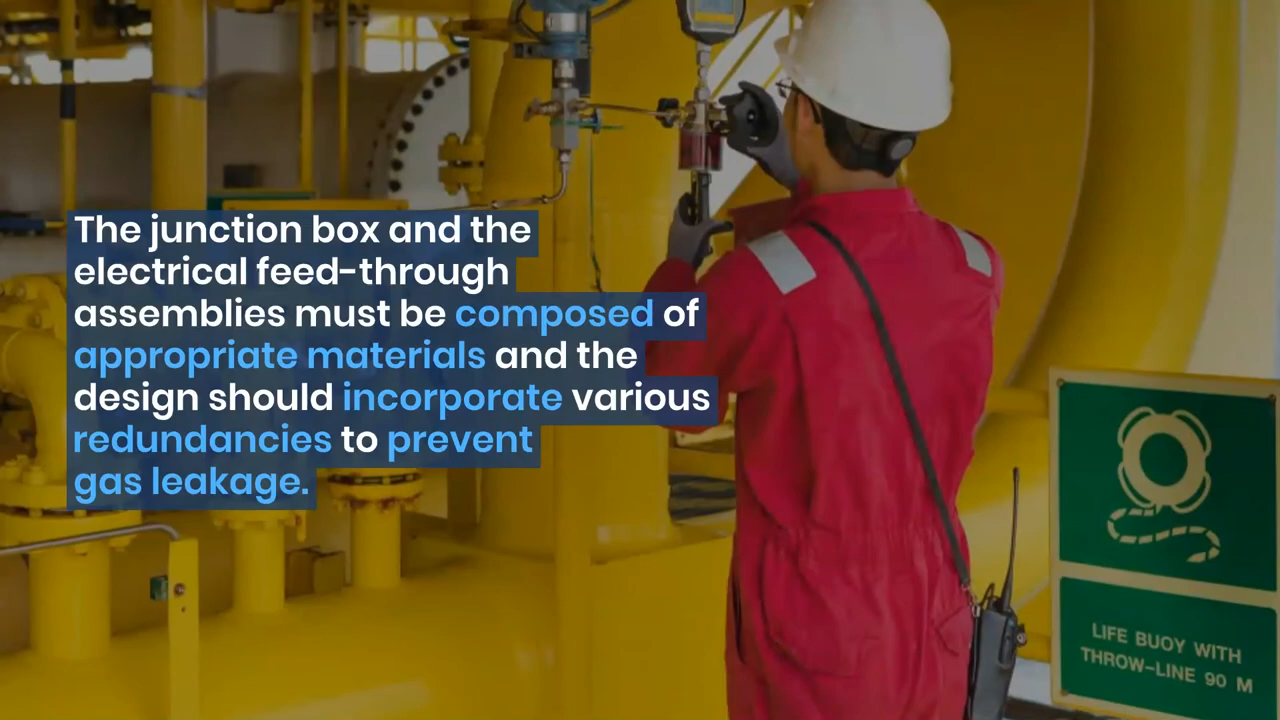 The junction box and the
electrical feed-through
assemblies must be composed of
appropriate materials and the
design should incorporate various
redundancies to prevent
gas leakage.
LIFE BUOY WITH
THROW-LINE 90 M